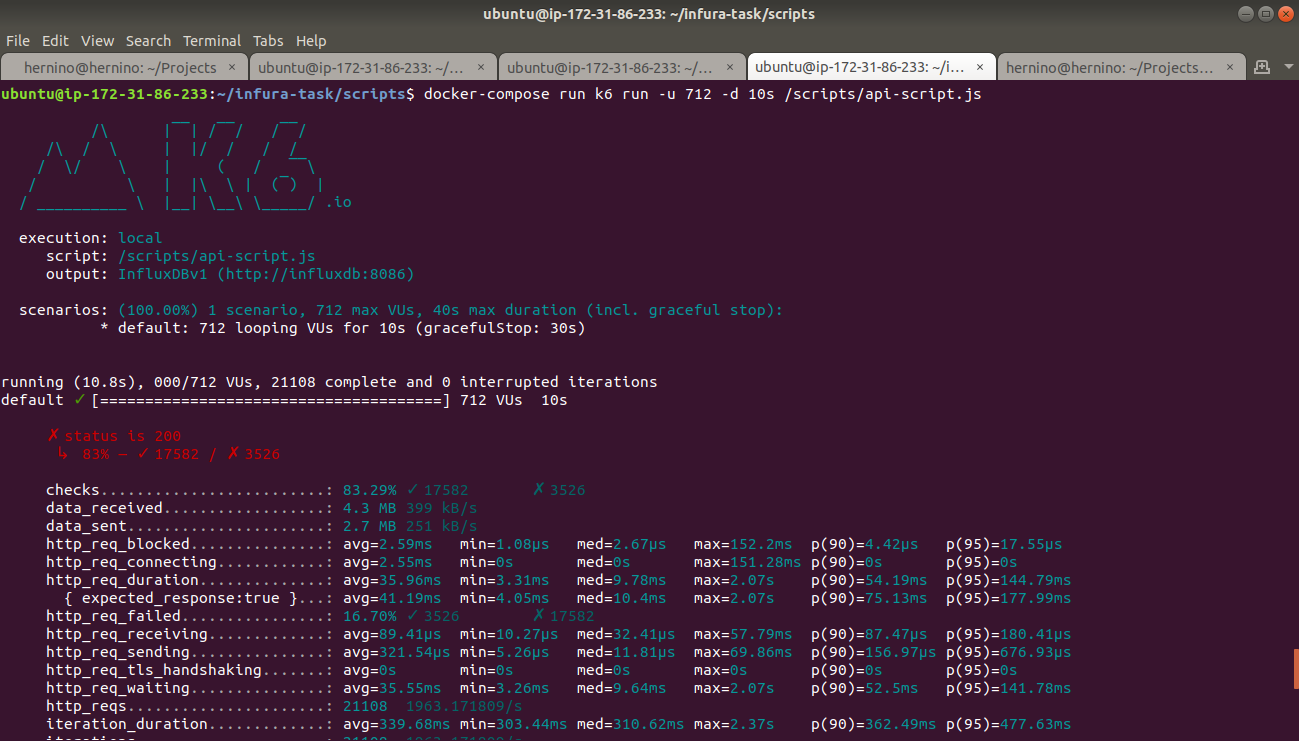 ubuntu@ip-172-31-86-233: ~/infura-task/scripts
File Edit View Search Terminal Tabs Help
hernino@hernino: ~/Projects × ubuntu@ip-172-31-86-233: ~/... × ubuntu@ip-172-31-86-233: ~/... × ubuntu@ip-172-31-86-233: ~/i... × hernino@hernino: ~/Projects... ×
ubuntu@ip-172-31-86-233:~/infura-task/scripts$ docker-compose run k6 run -u 712 -d 10s /scripts/api-script.js
.io
execution: local
script: /scripts/api-script.js
output: InfluxDBv1 (http://influxdb:8086)
scenarios: (100.00%) 1 scenario, 712 max VUs, 40s max duration (incl. graceful stop):
* default: 712 looping VUs for 10s (gracefulStop: 30s)
running (10.8s), 000/712 VUs, 21108 complete and 0 interrupted iterations
default ✓ [======================================] 712 VUs  10s
✗ status is 200
↳  83% — ✓ 17582 / ✗ 3526
checks.........................: 83.29% ✓ 17582       ✗ 3526
data_received..................: 4.3 MB 399 kB/s
data_sent......................: 2.7 MB 251 kB/s
http_req_blocked...............: avg=2.59ms   min=1.08µs   med=2.67µs   max=152.2ms  p(90)=4.42µs   p(95)=17.55µs
http_req_connecting............: avg=2.55ms   min=0s       med=0s       max=151.28ms p(90)=0s       p(95)=0s
http_req_duration..............: avg=35.96ms  min=3.31ms   med=9.78ms   max=2.07s    p(90)=54.19ms  p(95)=144.79ms
{ expected_response:true }...: avg=41.19ms  min=4.05ms   med=10.4ms   max=2.07s    p(90)=75.13ms  p(95)=177.99ms
http_req_failed................: 16.70% ✓ 3526        ✗ 17582
http_req_receiving.............: avg=89.41µs  min=10.27µs  med=32.41µs  max=57.79ms  p(90)=87.47µs  p(95)=180.41µs
http_req_sending...............: avg=321.54µs min=5.26µs   med=11.81µs  max=69.86ms  p(90)=156.97µs p(95)=676.93µs
http_req_tls_handshaking.......: avg=0s       min=0s       med=0s       max=0s       p(90)=0s       p(95)=0s
http_req_waiting...............: avg=35.55ms  min=3.26ms   med=9.64ms   max=2.07s    p(90)=52.5ms   p(95)=141.78ms
http_reqs......................: 21108  1963.171809/s
iteration_duration.............: avg=339.68ms min=303.44ms med=310.62ms max=2.37s    p(90)=362.49ms p(95)=477.63ms
iterations.....................: 21108  1963.171809/s